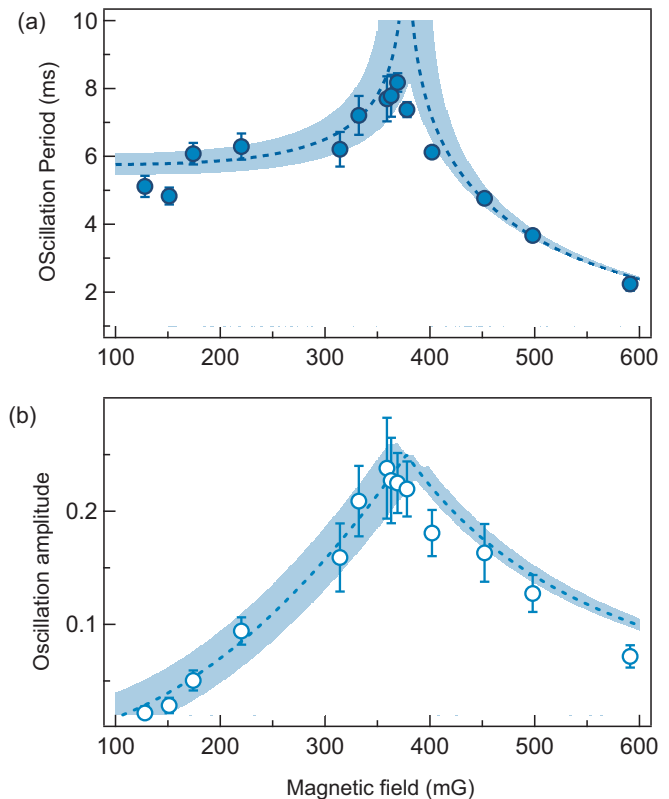 (a)
OScillation Period (ms)
10
8
6
4
2
100 200 300 400 500 600
(b)
Oscillation amplitude
0.2
0.1
100 200 300 400 500 600
Magnetic field (mG)